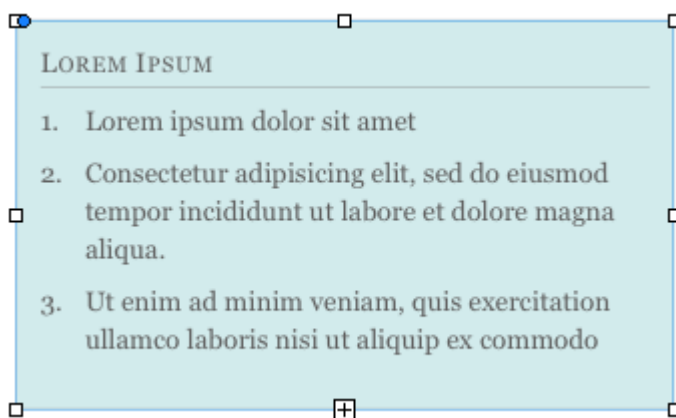 Lorem Ipsum
1. Lorem ipsum dolor sit amet
2. Consectetur adipisicing elit, sed do eiusmod
tempor incididunt ut labore et dolore magna
aliqua.
3. Ut enim ad minim veniam, quis exercitation
ullamco laboris nisi ut aliquip ex commodo